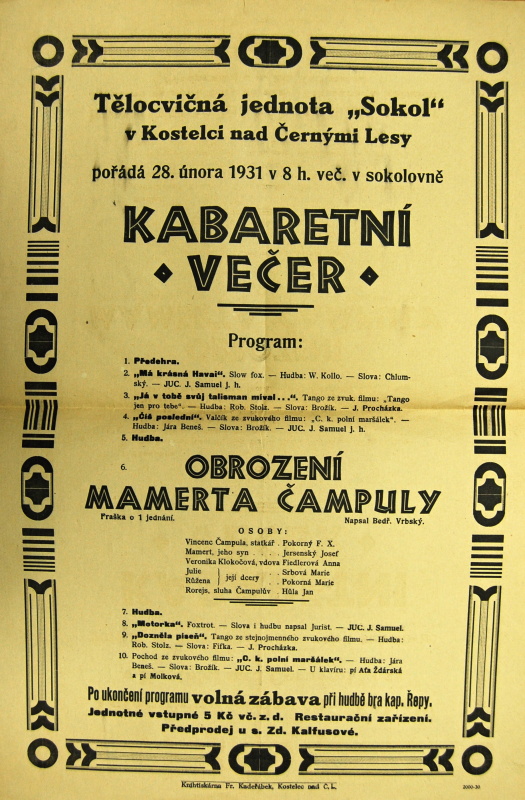 Tělocvičná jednota „Sokol“
v Kostelci nad Černými Lesy
pořádá 28. února 1931 v 8 h. več. v sokolovně
KABARETNÍ
VEČER
Program:
1. Předehra.
2. „Má krásná Havai“. Slow fox. — Hudba: W. Kollo. — Slova: Chlum-
ský. — JUC. J. Samuel j. h.
3. „Já v tobě svůj talisman míval . . .“. Tango ze zvuk. filmu: „Tango
jen pro tebe“. — Hudba: Rob. Stolz. — Slova: Brožík. — J. Procházka.
4. „Číš poslední“. Valčík ze zvukového filmu: „C. k. polní maršálek“. —
Hudba: Jára Beneš. — Slova: Brožík. — JUC. J. Samuel j. h.
5. Hudba.
6. OBROZENÍ
MAMERTA ČAMPULY
Fraška o 1 jednání. Napsal Bedř. Vrbský.
OSOBY:
Vincenc Čampula, statkář . Pokorný F. X.
Mamert, jeho syn . . . . Jersenský Josef
Veronika Klokočová, vdova Fiedlerová Anna
Julie } její dcery . . Srbová Marie
Růžena } Pokorná Marie
Rorejs, sluha Čampulův . Hůla Jan
7. Hudba.
8. „Motorka“. Foxtrot. — Slova i hudbu napsal Jurist. — JUC. J. Samuel.
9. „Dozněla píseň“. Tango ze stejnojmenného zvukového filmu. — Hudba:
Rob. Stolz. — Slova: Fifka. — J. Procházka.
10. Pochod ze zvukového filmu: „C. k. polní maršálek“. — Hudba: Jára
Beneš. — Slova: Brožík. — JUC. J. Samuel. — U klavíru: pí Aťa Ždárská
a pí Molková.
Po ukončení programu volná zábava při hudbě bra kap. Řepy.
Jednotné vstupné 5 Kč vč. z d. Restaurační zařízení.
Předprodej u s. Zd. Kalfusové.
Knihtiskárna Fr. Kadeřábek, Kostelec nad Č. L.
2060-30